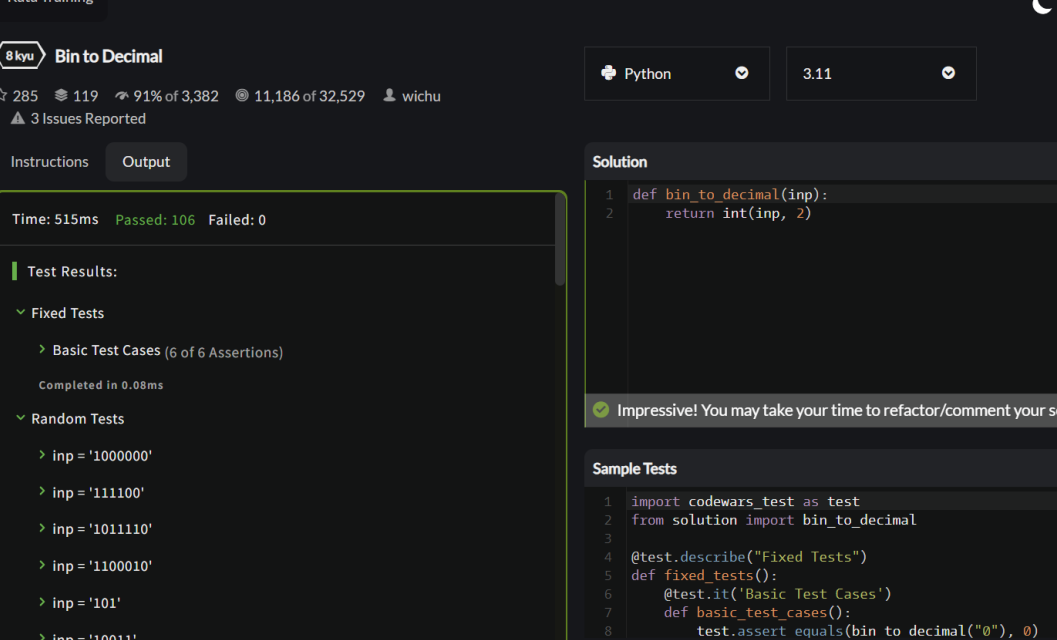 Kata Training
8 kyu
Bin to Decimal
285 119 91% of 3,382 11,186 of 32,529 wichu
3 Issues Reported
Python
3.11
Instructions
Output
Time: 515ms Passed: 106 Failed: 0
Test Results:
Fixed Tests
Basic Test Cases (6 of 6 Assertions)
Completed in 0.08ms
Random Tests
inp = '1000000'
inp = '111100'
inp = '1011110'
inp = '1100010'
inp = '101'
inp = '10011'
Solution
1 def bin_to_decimal(inp):
2     return int(inp, 2)
Impressive! You may take your time to refactor/comment your
Sample Tests
1 import codewars_test as test
2 from solution import bin_to_decimal
3
4 @test.describe("Fixed Tests")
5 def fixed_tests():
6     @test.it('Basic Test Cases')
7     def basic_test_cases():
8         test.assert_equals(bin_to_decimal("0"), 0)